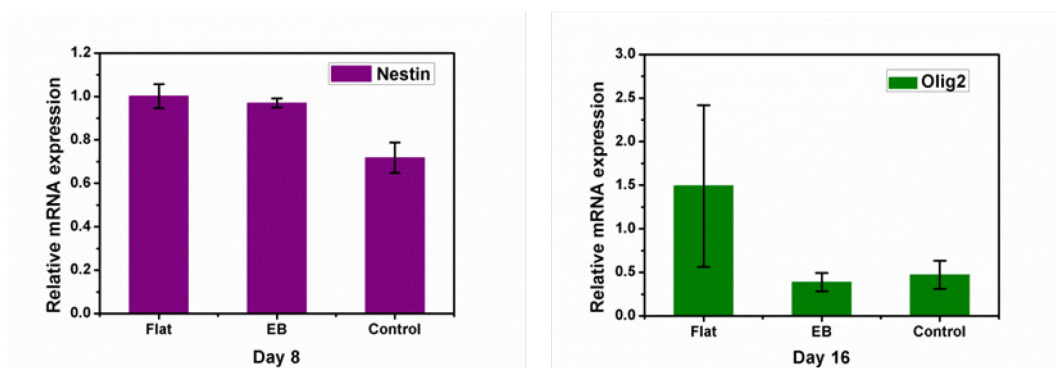 Relative mRNA expression
1.2
1.0
0.8
0.6
0.4
0.2
0.0
Nestin
Flat EB Control
Day 8
Relative mRNA expression
3.0
2.5
2.0
1.5
1.0
0.5
0.0
Olig2
Flat EB Control
Day 16